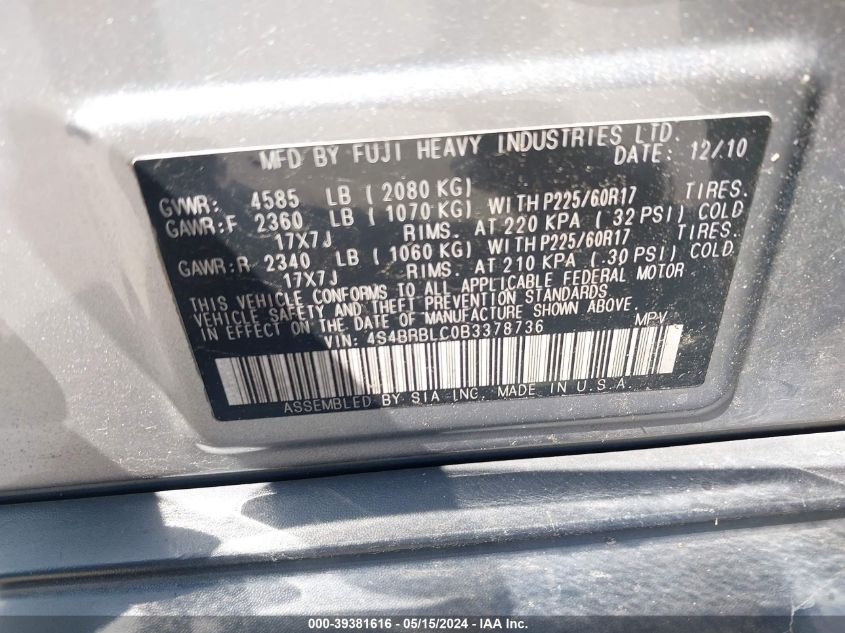 MFD BY FUJI HEAVY INDUSTRIES LTD.
DATE: 12/10
GVWR: 4585 LB (2080 KG)
GAWR:F 2360 LB (1070 KG) WITH P225/60R17 TIRES.
17X7J RIMS. AT 220 KPA (.32 PSI) COLD
GAWR:R 2340 LB (1060 KG) WITH P225/60R17 TIRES.
17X7J RIMS. AT 210 KPA (.30 PSI) COLD
THIS VEHICLE CONFORMS TO ALL APPLICABLE FEDERAL MOTOR
VEHICLE SAFETY AND THEFT PREVENTION STANDARDS
IN EFFECT ON THE DATE OF MANUFACTURE SHOWN ABOVE.
VIN: 4S4BRBLC0B3378736 MPV
ASSEMBLED BY SIA INC. MADE IN U.S.A.
000-39381616 - 05/15/2024 - IAA Inc.